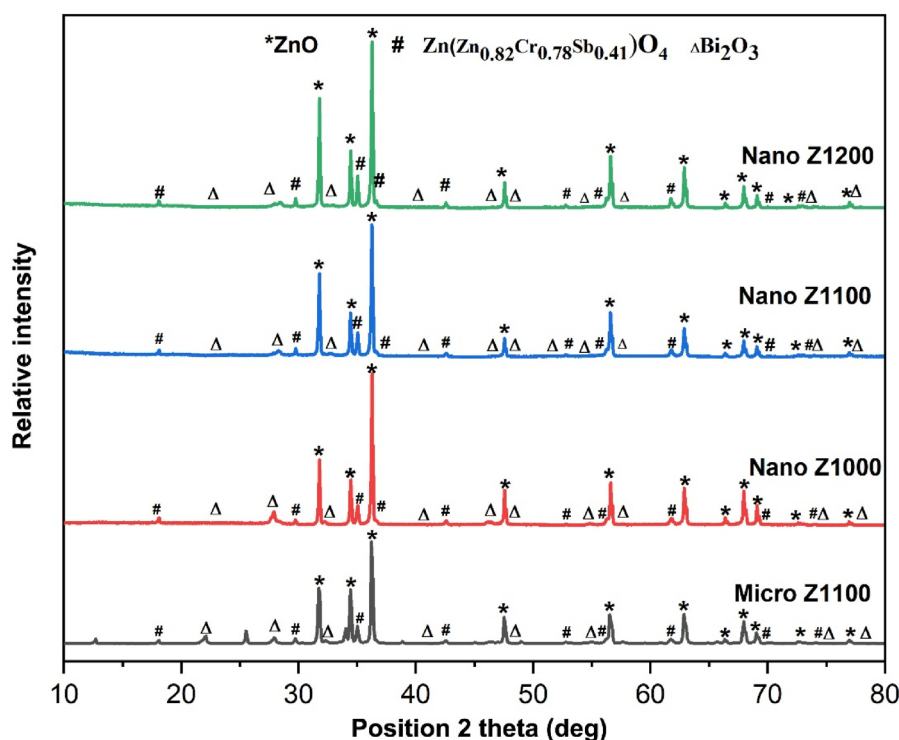 *ZnO # Zn(Zn0.82Cr0.78Sb0.41)O4 ΔBi2O3
* * # * # Δ Δ # Δ # Δ # Δ * Δ # Δ # * Δ # * * * * # * #Δ *Δ
Nano Z1200
* * # * # Δ Δ # Δ # Δ # Δ * Δ Δ # Δ # * Δ # * * * * # * #Δ *Δ
Nano Z1100
* * # * # # Δ Δ # Δ Δ # Δ * Δ # Δ # * Δ # * * * * # * #Δ *Δ
Nano Z1000
* * # * # Δ Δ # Δ Δ # * Δ # Δ # * # * * * * # * #Δ *Δ
Micro Z1100
Relative intensity
10 20 30 40 50 60 70 80
Position 2 theta (deg)